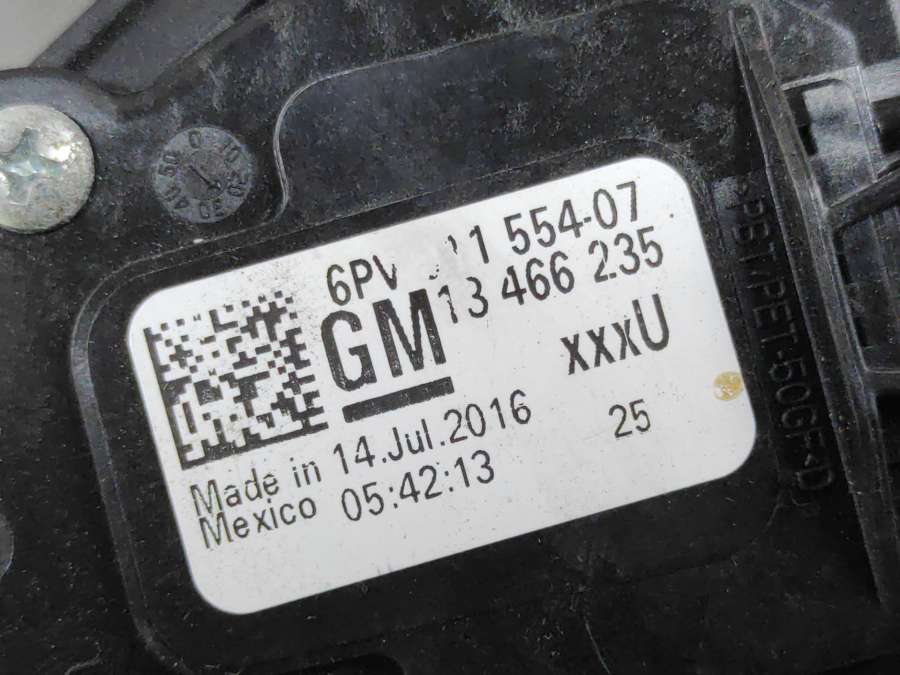 6PV 11 554-07
GM 13 466 235
xxxU
Made in 14.Jul.2016 25
Mexico 05:42:13